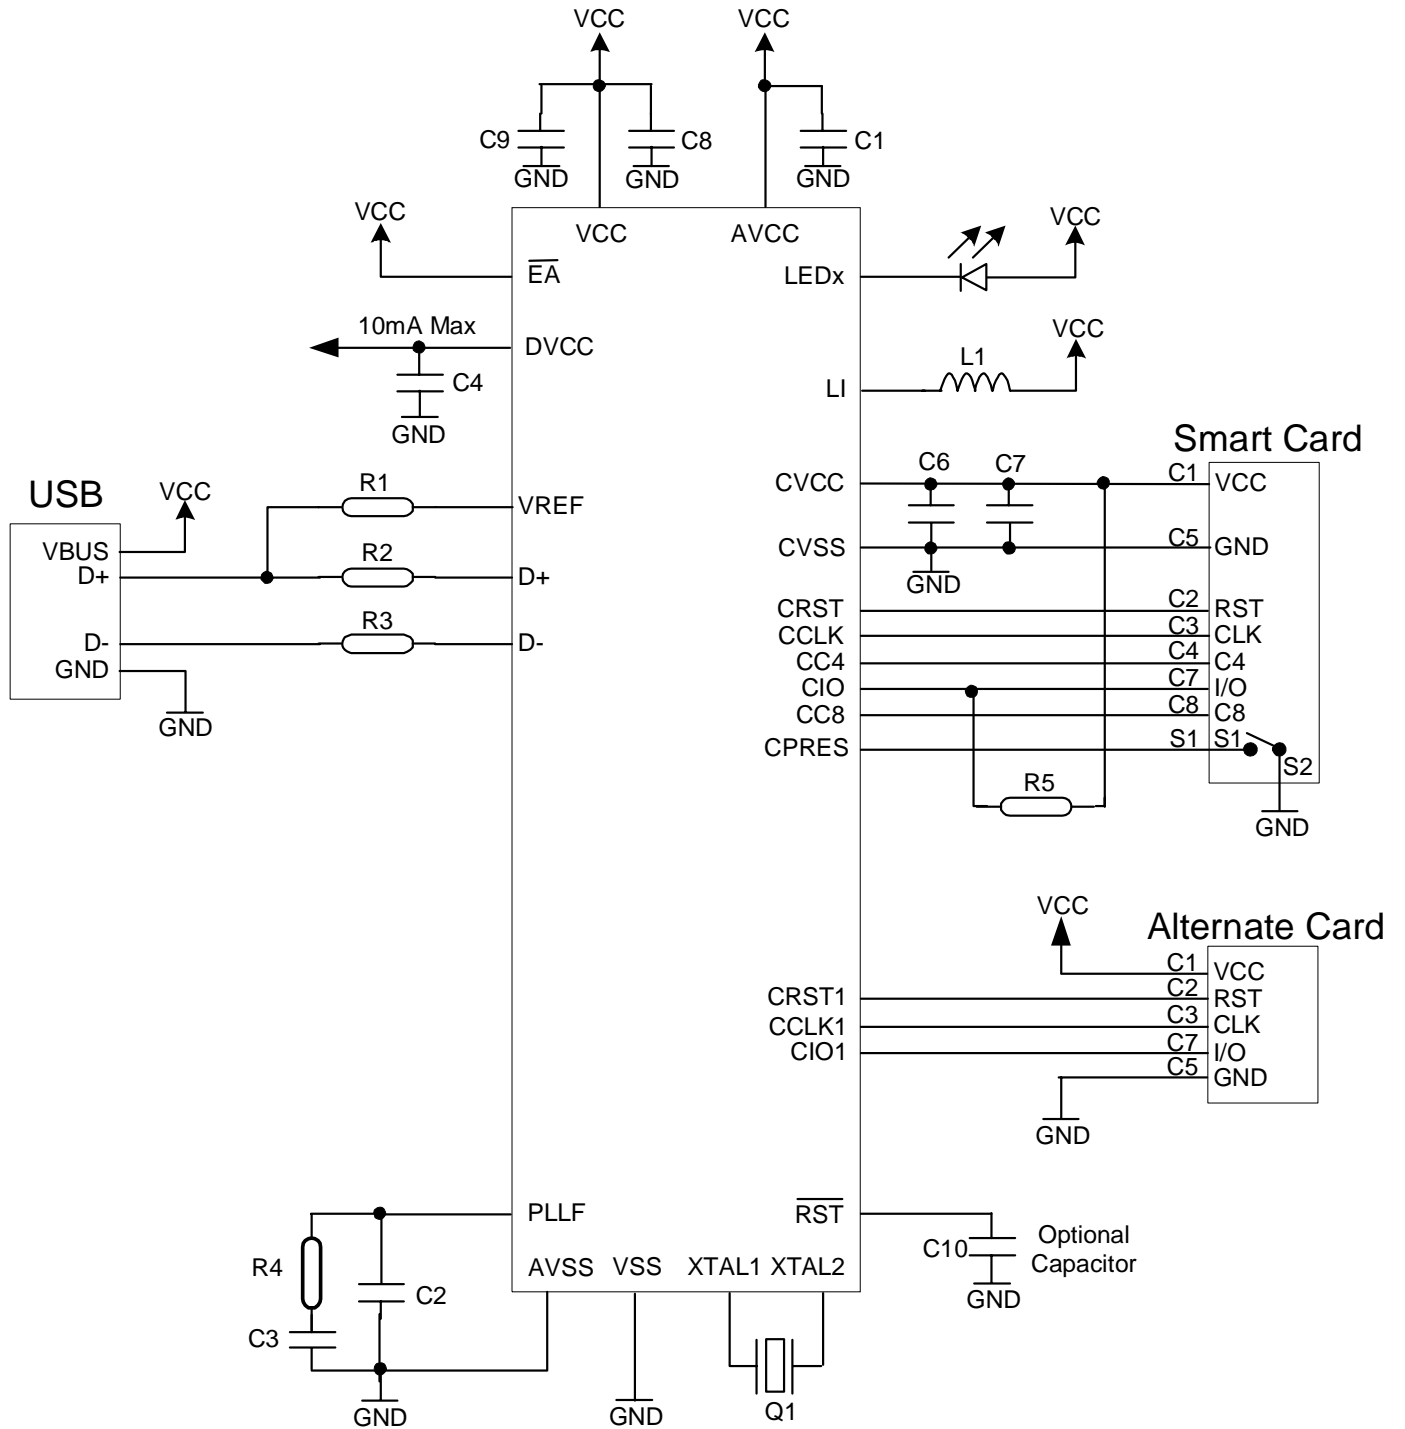 VCC
VCC
C9
C8
C1
GND
GND
GND
VCC
VCC
AVCC
VCC
EA
LEDx
10mA Max
DVCC
VCC
C4
L1
LI
GND
Smart Card
USB
VCC
R1
VREF
CVCC
C6
C7
C1
VCC
VBUS
D+
R2
D+
CVSS
C5
GND
GND
D-
R3
D-
CRST
C2
RST
CCLK
C3
CLK
GND
CC4
C4
C4
CIO
C7
I/O
GND
CC8
C8
C8
CPRES
S1
S1
S2
R5
GND
VCC
Alternate Card
C1
VCC
CRST1
C2
RST
CCLK1
C3
CLK
CIO1
C7
I/O
C5
GND
GND
PLLF
RST
C10
Optional
Capacitor
R4
AVSS
VSS
XTAL1
XTAL2
C2
GND
C3
GND
GND
Q1